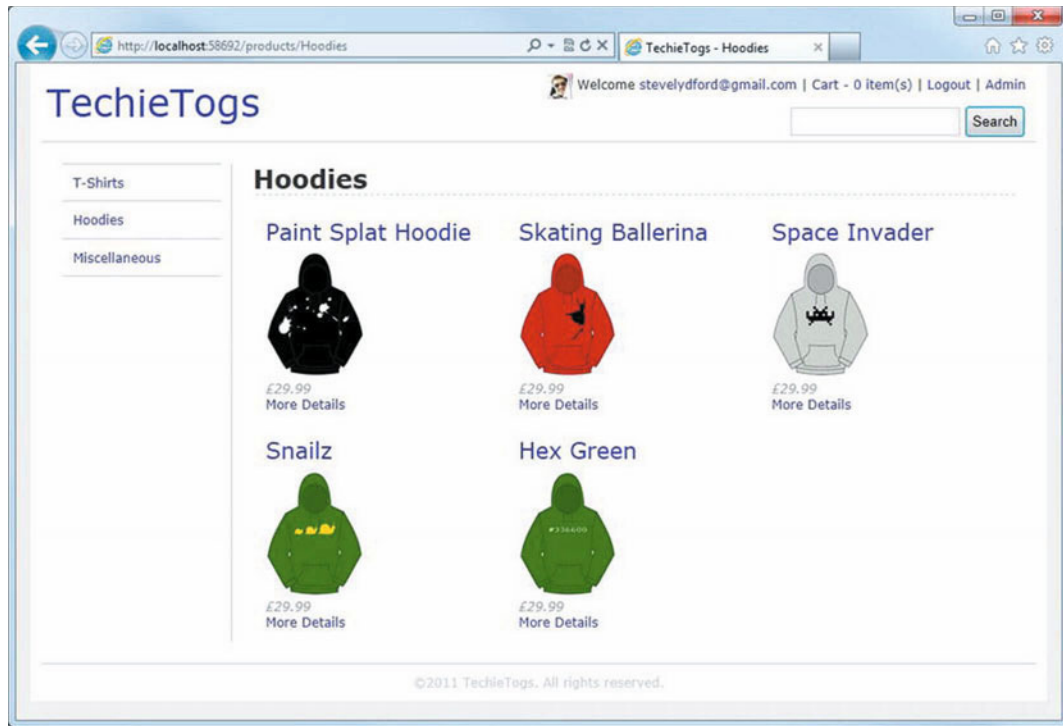 http://localhost:58692/products/Hoodies
TechieTogs - Hoodies
TechieTogs
Welcome stevelydford@gmail.com | Cart - 0 item(s) | Logout | Admin
Search
T-Shirts
Hoodies
Miscellaneous
Hoodies
Paint Splat Hoodie
£29.99
More Details
Skating Ballerina
£29.99
More Details
Space Invader
£29.99
More Details
Snailz
£29.99
More Details
Hex Green
#336600
£29.99
More Details
©2011 TechieTogs. All rights reserved.